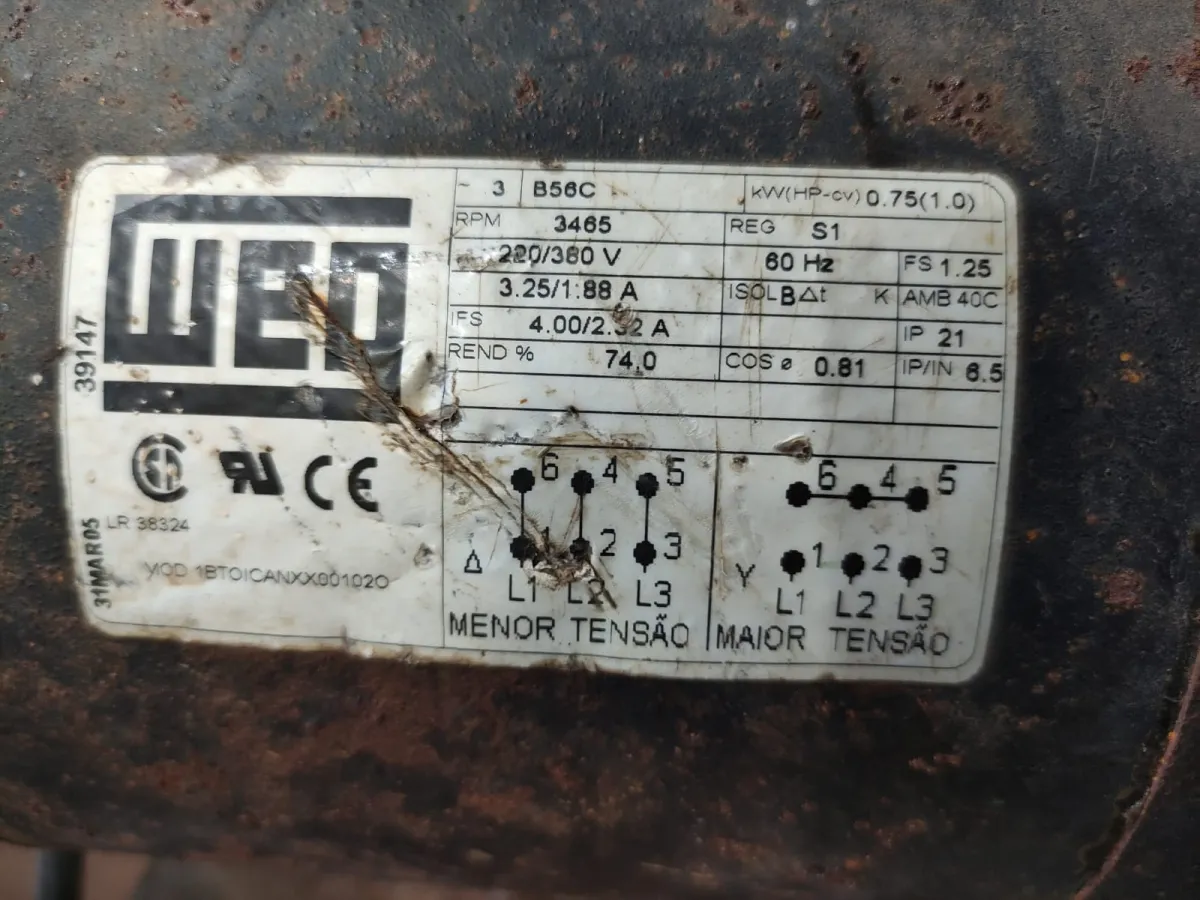 WEG
39147
LR 38324
31MAR05
MOD 1BTOICANXX001020
~ 3 B56C kW(HP-cv) 0.75(1.0)
RPM 3465 REG S1
220/380 V 60 Hz FS 1.25
3.25/1.88 A ISOL B Δt K AMB 40C
IFS 4.00/2.32 A IP 21
REND % 74.0 COS ø 0.81 IP/IN 6.5
6 4 5 6 4 5
Δ 1 2 3 Y 1 2 3
L1 L2 L3 L1 L2 L3
MENOR TENSÃO MAIOR TENSÃO